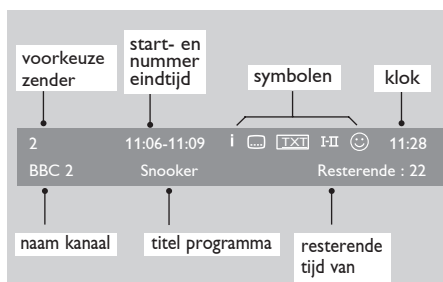 voorkeuze
zender
start- en
nummer
eindtijd
symbolen
klok
2 11:06-11:09 i .... TXT I-II 11:28
BBC 2 Snooker Resterende : 22
naam kanaal
titel programma
resterende
tijd van